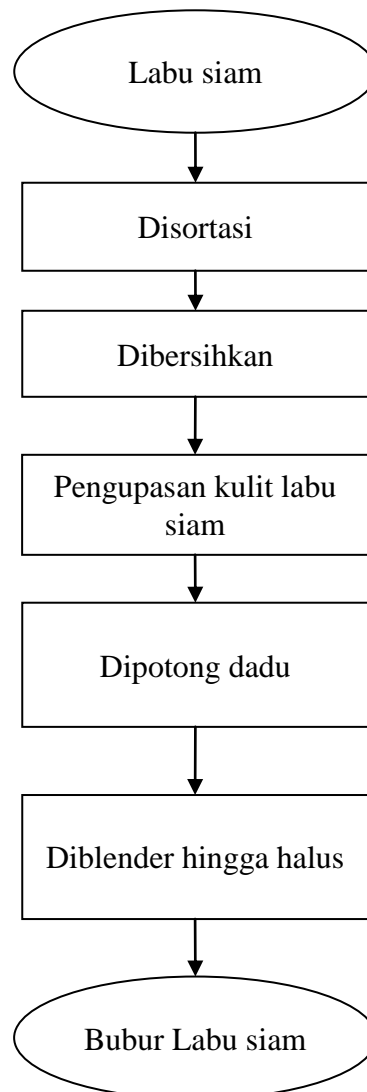 Labu siam
Disortasi
Dibersihkan
Pengupasan kulit labu
siam
Dipotong dadu
Diblender hingga halus
Bubur Labu siam